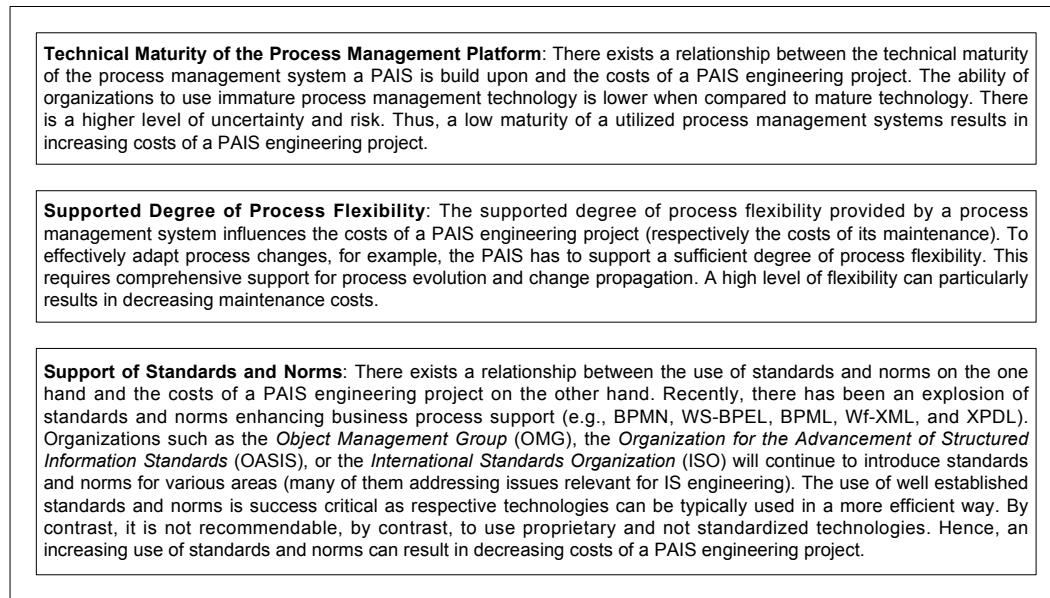 Technical Maturity of the Process Management Platform: There exists a relationship between the technical maturity
of the process management system a PAIS is build upon and the costs of a PAIS engineering project. The ability of
organizations to use immature process management technology is lower when compared to mature technology. There
is a higher level of uncertainty and risk. Thus, a low maturity of a utilized process management systems results in
increasing costs of a PAIS engineering project.
Supported Degree of Process Flexibility: The supported degree of process flexibility provided by a process
management system influences the costs of a PAIS engineering project (respectively the costs of its maintenance). To
effectively adapt process changes, for example, the PAIS has to support a sufficient degree of process flexibility. This
requires comprehensive support for process evolution and change propagation. A high level of flexibility can particularly
results in decreasing maintenance costs.
Support of Standards and Norms: There exists a relationship between the use of standards and norms on the one
hand and the costs of a PAIS engineering project on the other hand. Recently, there has been an explosion of
standards and norms enhancing business process support (e.g., BPMN, WS-BPEL, BPML, Wf-XML, and XPDL).
Organizations such as the Object Management Group (OMG), the Organization for the Advancement of Structured
Information Standards (OASIS), or the International Standards Organization (ISO) will continue to introduce standards
and norms for various areas (many of them addressing issues relevant for IS engineering). The use of well established
standards and norms is success critical as respective technologies can be typically used in a more efficient way. By
contrast, it is not recommendable, by contrast, to use proprietary and not standardized technologies. Hence, an
increasing use of standards and norms can result in decreasing costs of a PAIS engineering project.